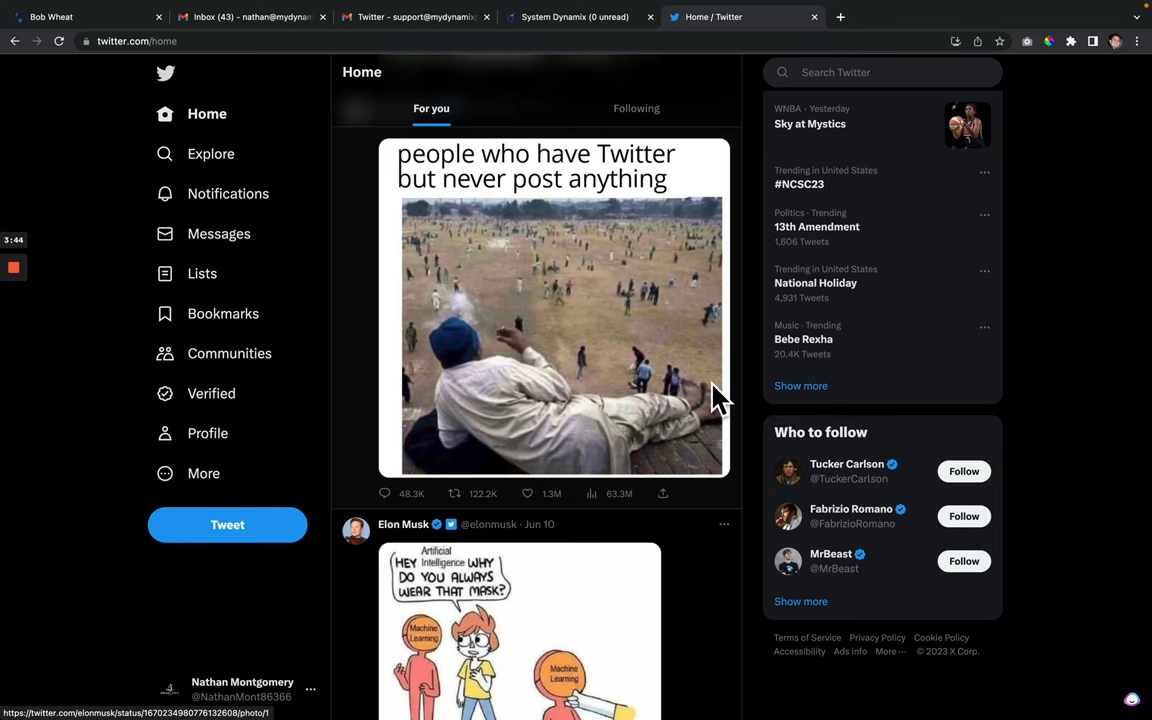 Bob Wheat
Inbox (43) - nathan@mydynam
Twitter - support@mydynamix
System Dynamix (0 unread)
Home / Twitter
twitter.com/home
3:44
Home
Explore
Notifications
Messages
Lists
Bookmarks
Communities
Verified
Profile
More
Tweet
Nathan Montgomery
@NathanMont86366
https://twitter.com/elonmusk/status/1670234980776132608/photo/1
Home
For you
Following
people who have Twitter
but never post anything
48.3K
122.2K
1.3M
63.3M
Elon Musk @elonmusk · Jun 10
Artificial
HEY Intelligence WHY
DO YOU ALWAYS
WEAR THAT MASK?
Machine
Learning
Machine
Learning
Search Twitter
WNBA · Yesterday
Sky at Mystics
Trending in United States
#NCSC23
Politics · Trending
13th Amendment
1,606 Tweets
Trending in United States
National Holiday
4,931 Tweets
Music · Trending
Bebe Rexha
20.4K Tweets
Show more
Who to follow
Tucker Carlson
@TuckerCarlson
Follow
Fabrizio Romano
@FabrizioRomano
Follow
MrBeast
@MrBeast
Follow
Show more
Terms of Service Privacy Policy Cookie Policy
Accessibility Ads info More ··· © 2023 X Corp.